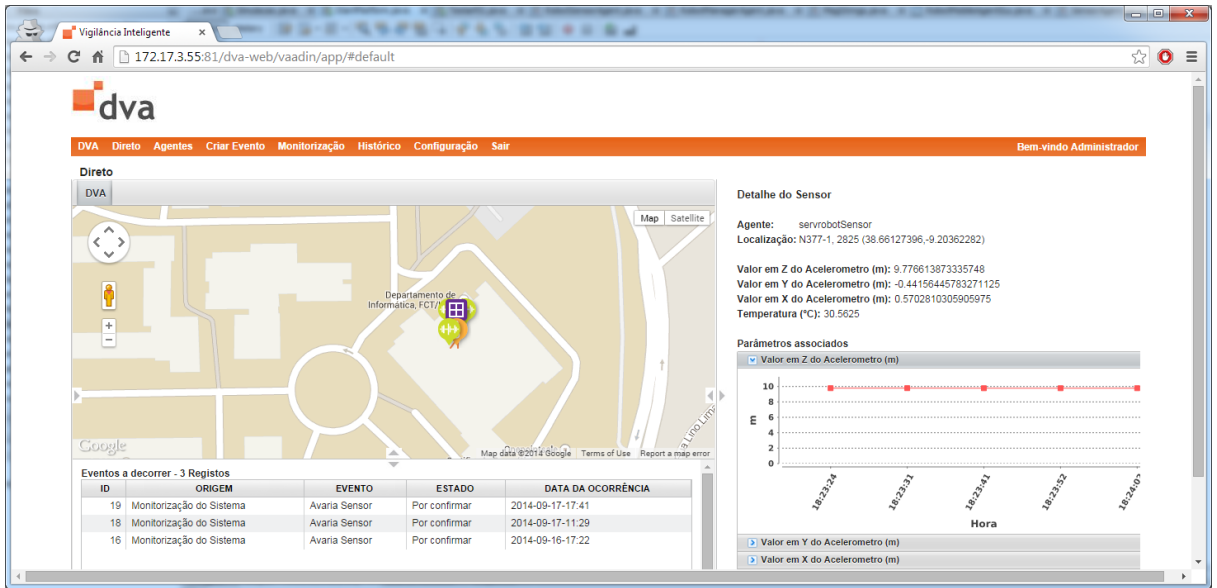 Vigilância Inteligente
172.17.3.55:81/dva-web/vaadin/app/#default
dva
DVA Direto Agentes Criar Evento Monitorização Histórico Configuração Sair Bem-vindo Administrador
Direto
DVA
Map Satellite
Departamento de
Informatica, FCT/
Google
Map data ©2014 Google Terms of Use Report a map error
Eventos a decorrer - 3 Registos
ID ORIGEM EVENTO ESTADO DATA DA OCORRÊNCIA
19 Monitorização do Sistema Avaria Sensor Por confirmar 2014-09-17-17:41
18 Monitorização do Sistema Avaria Sensor Por confirmar 2014-09-17-11:29
16 Monitorização do Sistema Avaria Sensor Por confirmar 2014-09-16-17:22
Detalhe do Sensor
Agente: servrobotSensor
Localização: N377-1, 2825 (38.66127396,-9.20362282)
Valor em Z do Acelerometro (m): 9.776613873335748
Valor em Y do Acelerometro (m): -0.44156445783271125
Valor em X do Acelerometro (m): 0.5702810305905975
Temperatura (ºC): 30.5625
Parâmetros associados
Valor em Z do Acelerometro (m)
10
8
6
4
2
0
m
18:23:24 18:23:31 18:23:41 18:23:52 18:24:0
Hora
Valor em Y do Acelerometro (m)
Valor em X do Acelerometro (m)